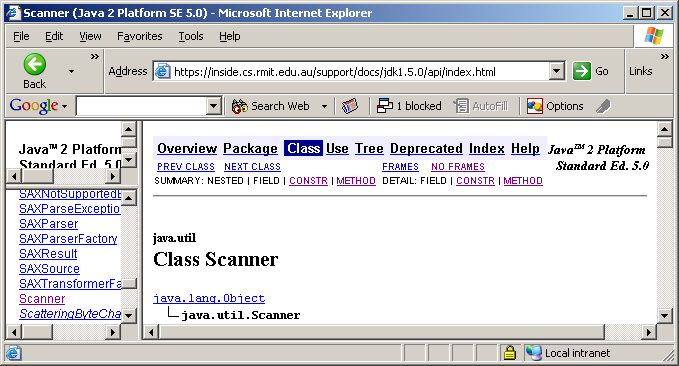 Scanner (Java 2 Platform SE 5.0) - Microsoft Internet Explorer
File Edit View Favorites Tools Help
Back » Address https://inside.cs.rmit.edu.au/support/docs/jdk1.5.0/api/index.html Go Links »
Google Search Web 1 blocked AutoFill Options
Java™ 2 Platform
Standard Ed. 5.0
SAXNotSupportedE
SAXParseExceptio
SAXParser
SAXParserFactory
SAXResult
SAXSource
SAXTransformerFa
Scanner
ScatteringByteCha
Overview Package Class Use Tree Deprecated Index Help
Java™ 2 Platform
Standard Ed. 5.0
PREV CLASS NEXT CLASS FRAMES NO FRAMES
SUMMARY: NESTED | FIELD | CONSTR | METHOD DETAIL: FIELD | CONSTR | METHOD
java.util
Class Scanner
java.lang.Object
java.util.Scanner
Local intranet